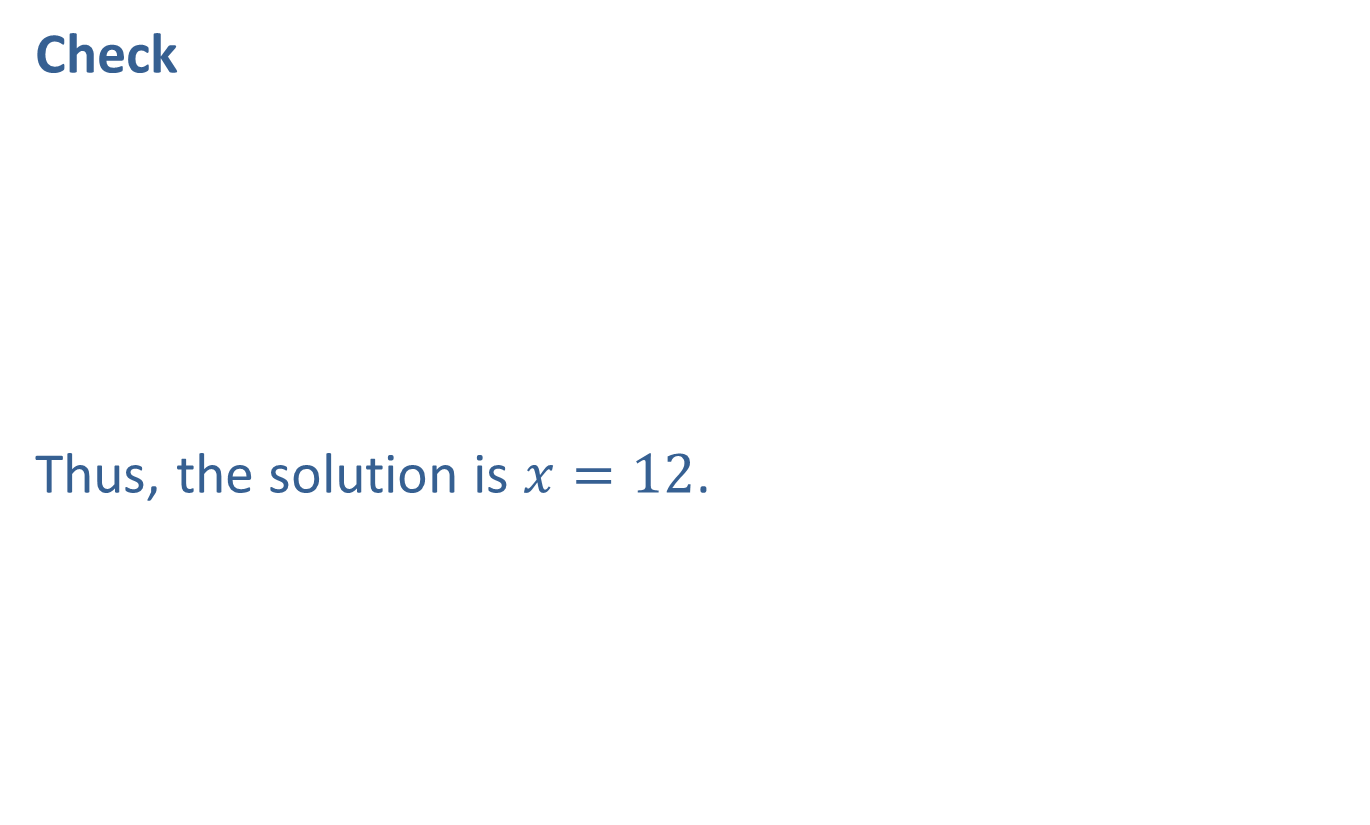 Check
Thus, the solution is 𝑥 = 12.